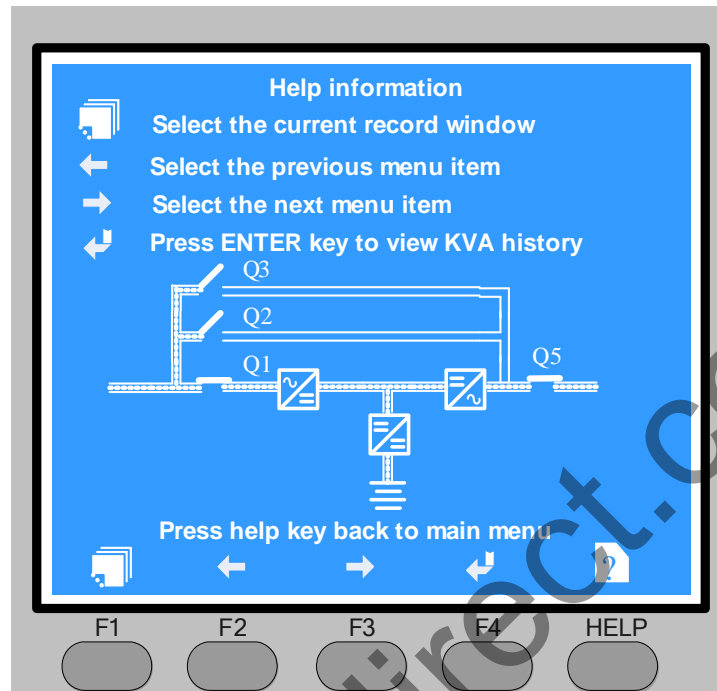 Help information
Select the current record window
Select the previous menu item
Select the next menu item
Press ENTER key to view KVA history
Q3
Q2
Q1
Q5
Press help key back to main menu
?
F1 F2 F3 F4 HELP